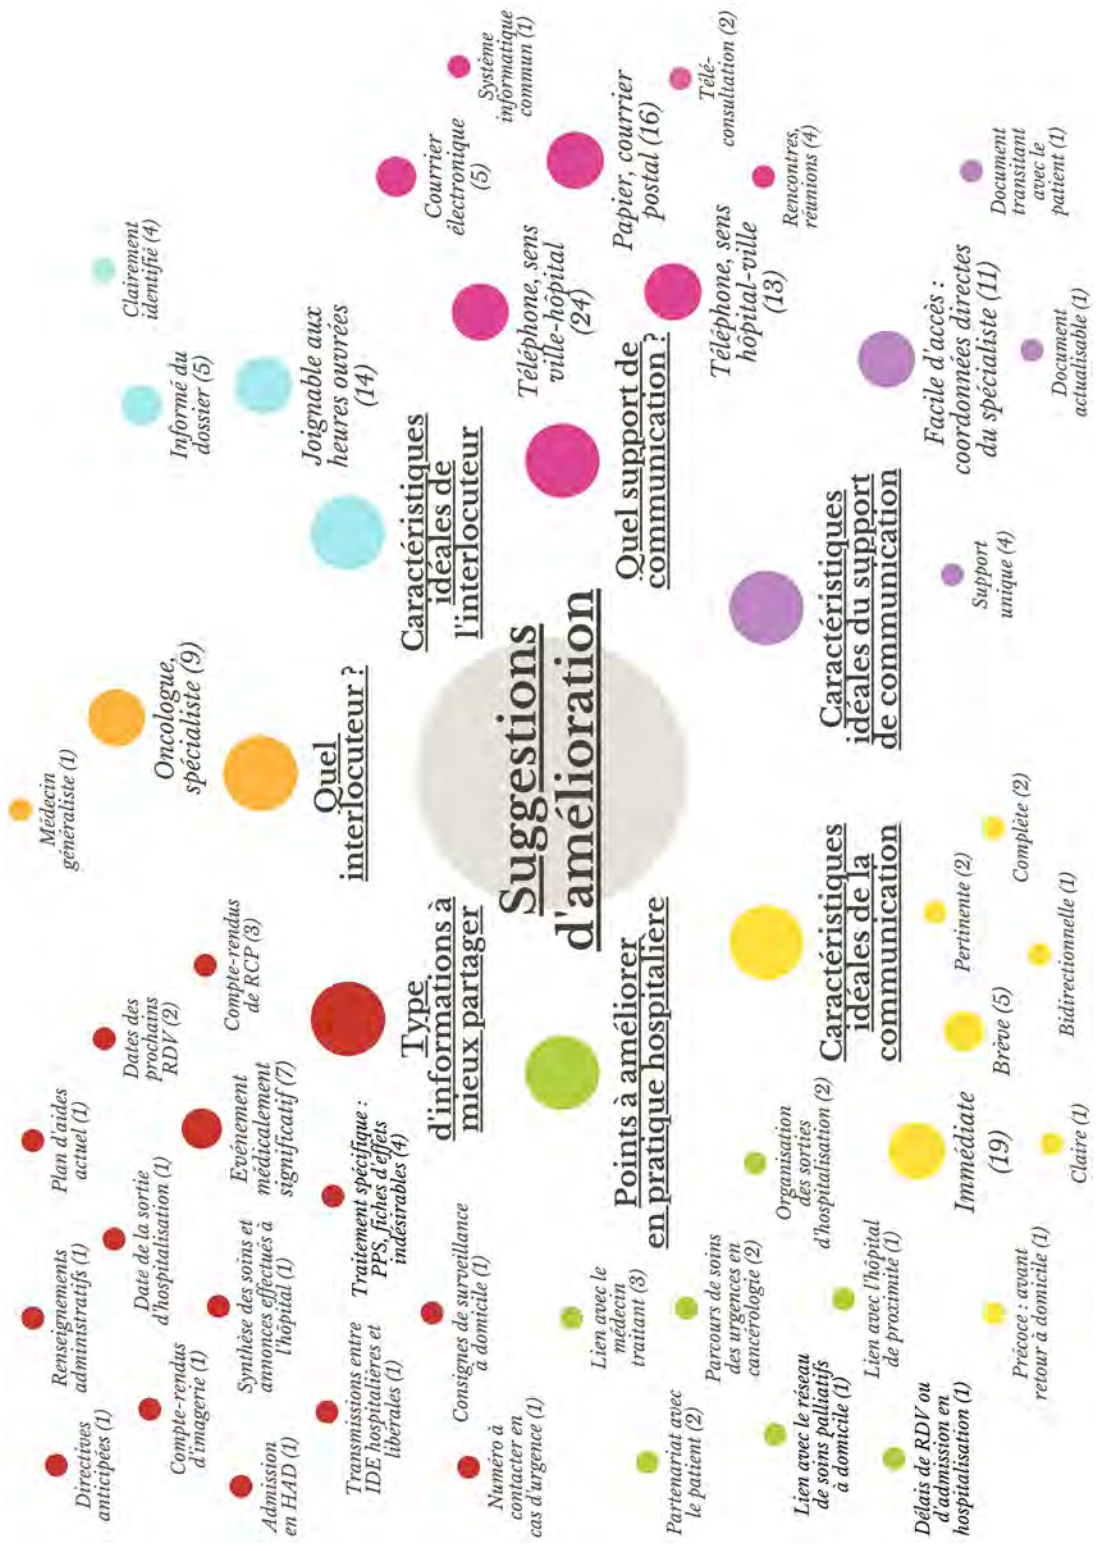 Suggestions
d'amélioration
Type
d'informations à
mieux partager
Directives
anticipées (1)
Renseignements
administratifs (1)
Plan d'aides
actuel (1)
Dates des
prochains
RDV (2)
Compte-rendus
d'imagerie (1)
Date de la sortie
d'hospitalisation (1)
Compte-rendus
de RCP (3)
Admission
en HAD (1)
Synthèse des soins et
annonces effectués à
l'hôpital (1)
Evénement
médicalement
significatif (7)
Transmissions entre
IDE hospitalières et
libérales (1)
Traitement spécifique :
PPS, fiches d'effets
indésirables (4)
Numéro à
contacter en
cas d'urgence (1)
Consignes de surveillance
à domicile (1)
Quel
interlocuteur ?
Médecin
généraliste (1)
Oncologue,
spécialiste (9)
Caractéristiques
idéales de
l'interlocuteur
Clairement
identifié (4)
Informé du
dossier (5)
Joignable aux
heures ouvrées
(14)
Quel support de
communication ?
Téléphone, sens
ville-hôpital
(24)
Courrier
électronique
(5)
Système
informatique
commun (1)
Papier, courrier
postal (16)
Télé-
consultation (2)
Téléphone, sens
hôpital-ville
(13)
Rencontres,
réunions (4)
Caractéristiques
idéales du support
de communication
Facile d'accès :
coordonnées directes
du spécialiste (11)
Document
transitant
avec le
patient (1)
Support
unique (4)
Document
actualisable (1)
Points à améliorer
en pratique hospitalière
Lien avec le
médecin
traitant (3)
Partenariat avec
le patient (2)
Parcours de soins
des urgences en
cancérologie (2)
Organisation
des sorties
d'hospitalisation (2)
Lien avec le réseau
de soins palliatifs
à domicile (1)
Lien avec l'hôpital
de proximité (1)
Délais de RDV ou
d'admission en
hospitalisation (1)
Caractéristiques
idéales de la
communication
Immédiate
(19)
Brève (5)
Pertinente (2)
Complète (2)
Précoce : avant
retour à domicile (1)
Claire (1)
Bidirectionnelle (1)